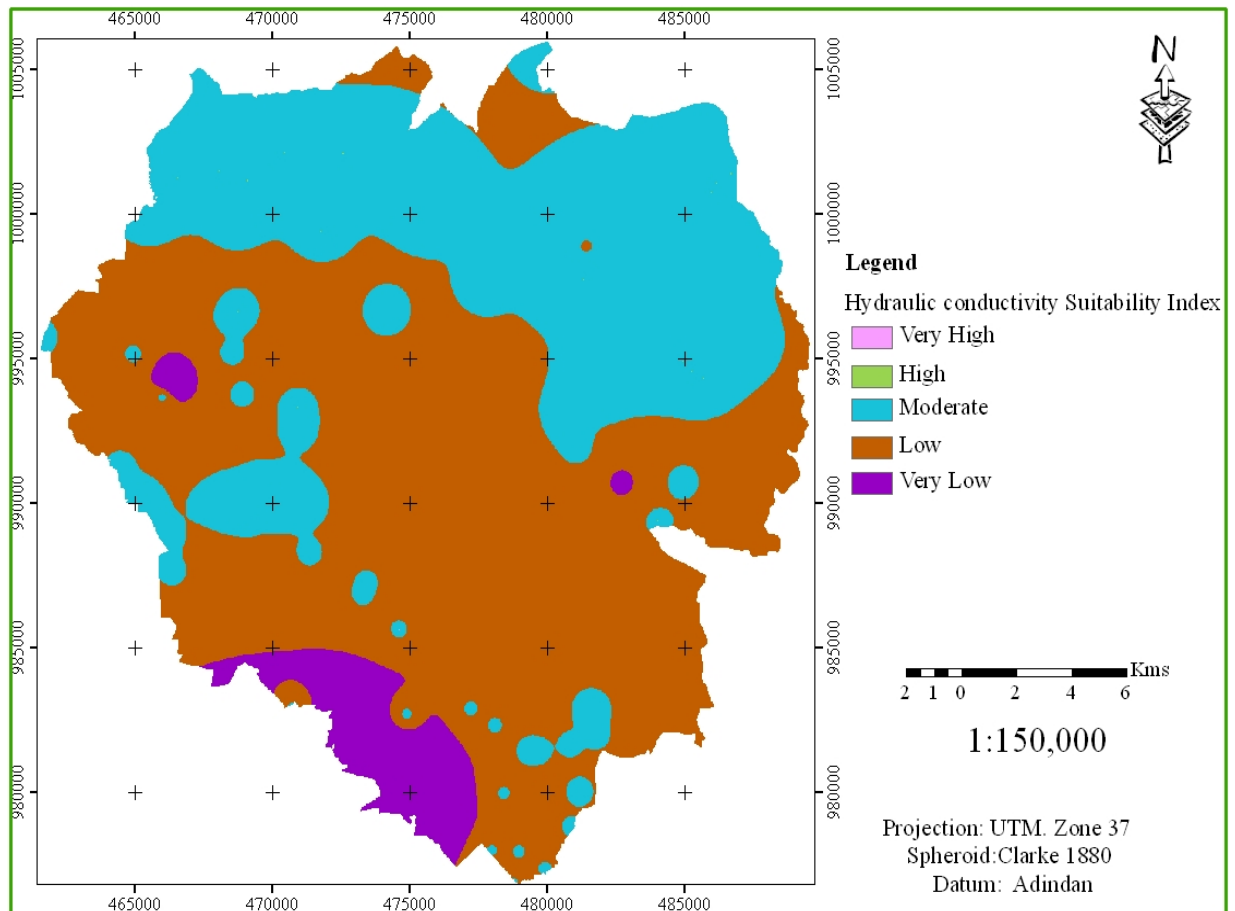 465000 470000 475000 480000 485000
1005000 1005000
1000000 1000000
995000 995000
990000 990000
985000 985000
980000 980000
465000 470000 475000 480000 485000
N
Legend
Hydraulic conductivity Suitability Index
Very High
High
Moderate
Low
Very Low
Kms
2 1 0 2 4 6
1:150,000
Projection: UTM. Zone 37
Spheroid:Clarke 1880
Datum: Adindan